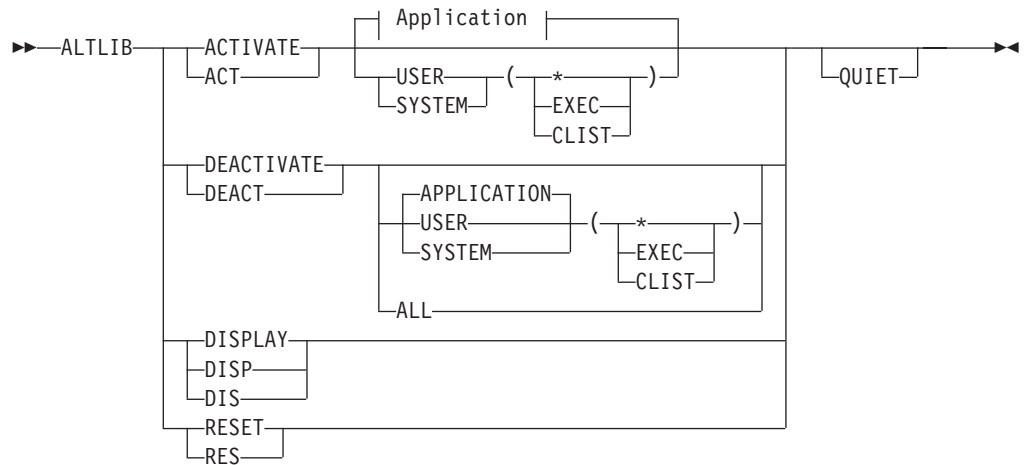 Application
ALTLIB ACTIVATE
ACT USER ( * )
SYSTEM EXEC QUIET
CLIST
DEACTIVATE
DEACT APPLICATION
USER ( * )
SYSTEM EXEC
CLIST
ALL
DISPLAY
DISP
DIS
RESET
RES